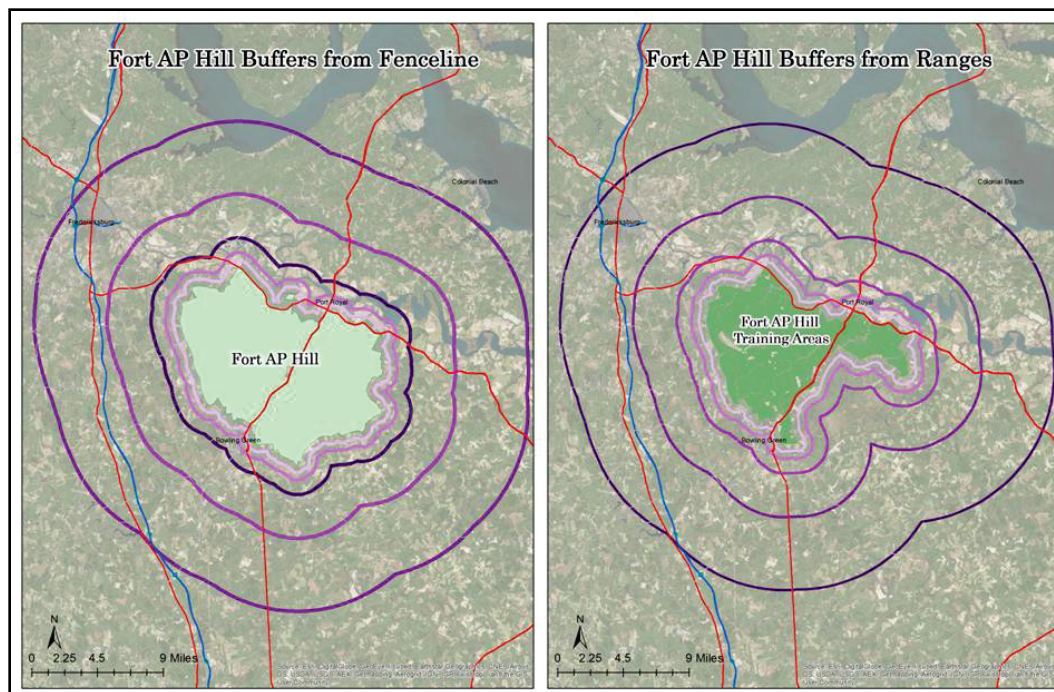 Fort AP Hill Buffers from Fenceline
Colonial Beach
Fredericksburg
Port Royal
Fort AP Hill
Bowling Green
N
0 2.25 4.5 9 Miles
Fort AP Hill Buffers from Ranges
Colonial Beach
Fredericksburg
Port Royal
Fort AP Hill
Training Areas
Bowling Green
N
0 2.25 4.5 9 Miles